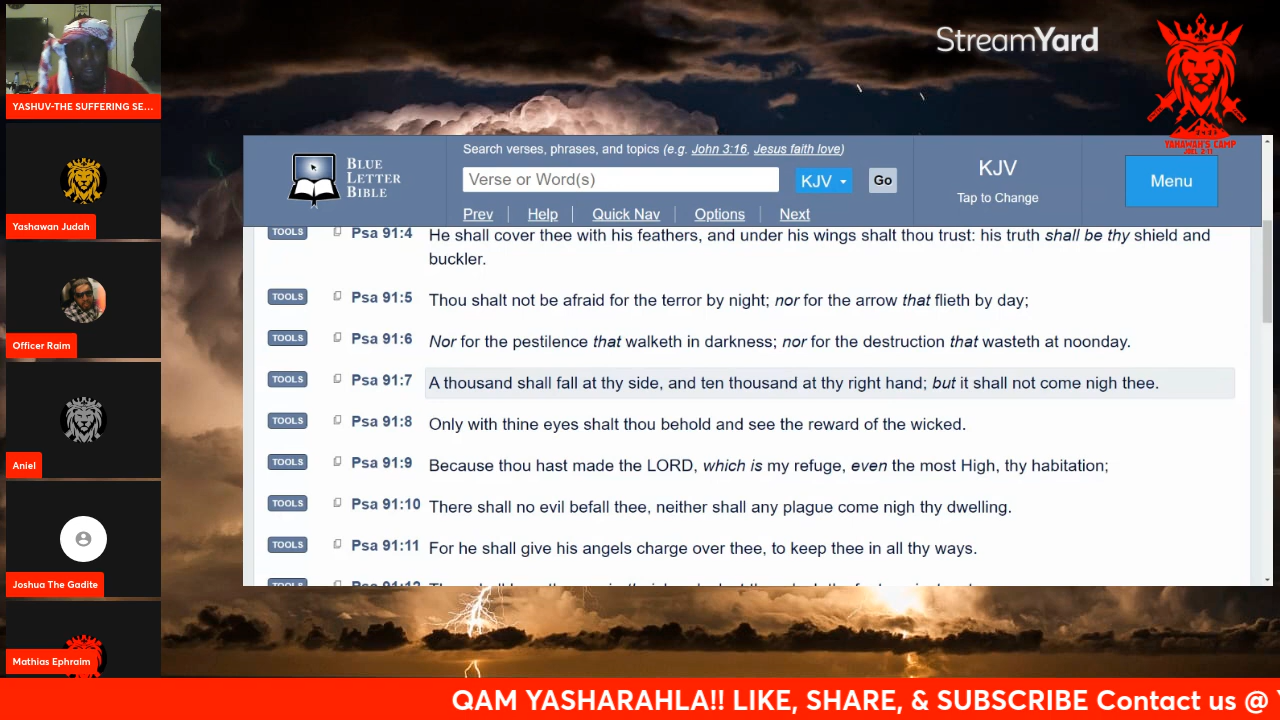 StreamYard
YAHAWAH'S CAMP
JOEL 2:11
YASHUV-THE SUFFERING SE...
Yashawan Judah
Officer Raim
Aniel
Joshua The Gadite
Mathias Ephraim
BLUE
LETTER
BIBLE
Search verses, phrases, and topics (e.g. John 3:16, Jesus faith love)
Verse or Word(s)
KJV
Go
Prev | Help | Quick Nav | Options | Next
KJV
Tap to Change
Menu
TOOLS Psa 91:4 He shall cover thee with his feathers, and under his wings shalt thou trust: his truth shall be thy shield and
buckler.
TOOLS Psa 91:5 Thou shalt not be afraid for the terror by night; nor for the arrow that flieth by day;
TOOLS Psa 91:6 Nor for the pestilence that walketh in darkness; nor for the destruction that wasteth at noonday.
TOOLS Psa 91:7 A thousand shall fall at thy side, and ten thousand at thy right hand; but it shall not come nigh thee.
TOOLS Psa 91:8 Only with thine eyes shalt thou behold and see the reward of the wicked.
TOOLS Psa 91:9 Because thou hast made the LORD, which is my refuge, even the most High, thy habitation;
TOOLS Psa 91:10 There shall no evil befall thee, neither shall any plague come nigh thy dwelling.
TOOLS Psa 91:11 For he shall give his angels charge over thee, to keep thee in all thy ways.
TOOLS Psa 91:12
QAM YASHARAHLA!! LIKE, SHARE, & SUBSCRIBE Contact us @